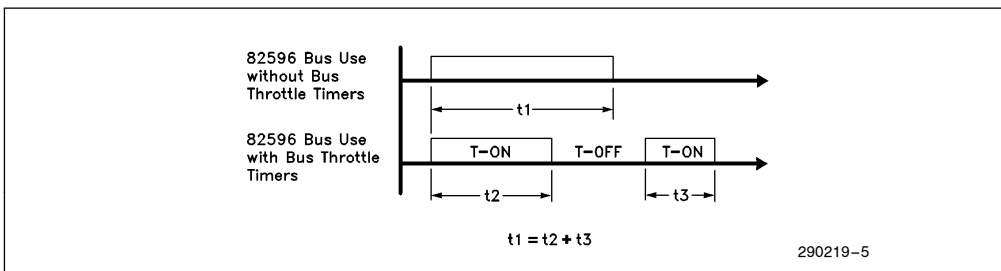 82596 Bus Use
without Bus
Throttle Timers
t1
82596 Bus Use
with Bus Throttle
Timers
T-ON
T-OFF
T-ON
t2
t3
t1 = t2 + t3
290219-5